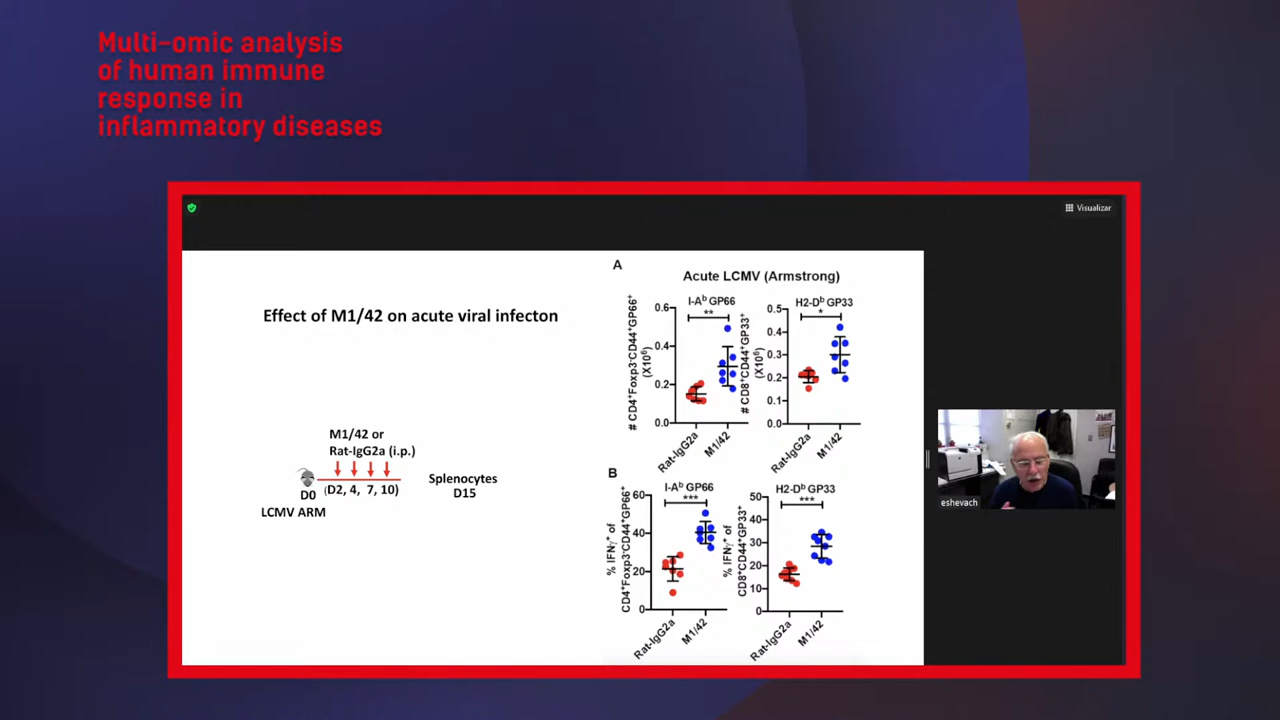 Multi-omic analysis
of human immune
response in
inflammatory diseases
Visualizar
Effect of M1/42 on acute viral infecton
M1/42 or
Rat-IgG2a (i.p.)
D0
(D2, 4, 7, 10)
LCMV ARM
Splenocytes
D15
A
Acute LCMV (Armstrong)
I-Aᵇ GP66
# CD4⁺Foxp3⁻CD44⁺GP66⁺
(X10⁶)
0.6
0.4
0.2
0.0
**
Rat-IgG2a
M1/42
H2-Dᵇ GP33
# CD8⁺CD44⁺GP33⁺
(X10⁶)
0.5
0.4
0.3
0.2
0.1
0.0
*
Rat-IgG2a
M1/42
B
I-Aᵇ GP66
% IFNγ⁺ of
CD4⁺Foxp3⁻CD44⁺GP66⁺
60
40
20
0
***
Rat-IgG2a
M1/42
H2-Dᵇ GP33
% IFNγ⁺ of
CD8⁺CD44⁺GP33⁺
50
40
30
20
10
0
***
Rat-IgG2a
M1/42
eshevach